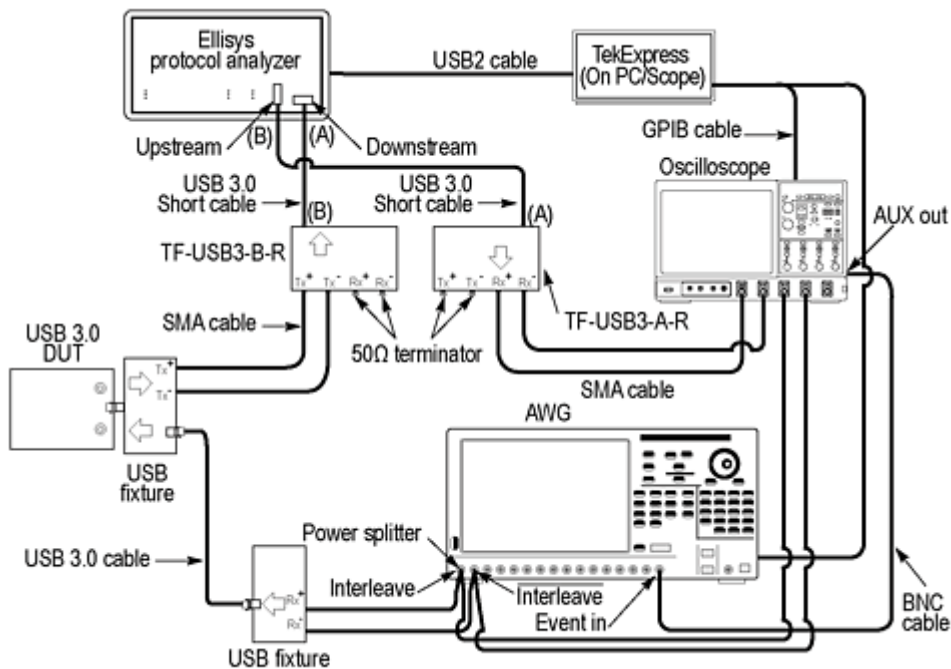 Ellisys
protocol analyzer
USB2 cable
TekExpress
(On PC/Scope)
(B)
(A)
Upstream
Downstream
GPIB cable
Oscilloscope
USB 3.0
Short cable
(B)
USB 3.0
Short cable
(A)
AUX out
TF-USB3-B-R
Tx+
Tx-
Rx+
Rx-
Tx+
Tx-
Rx+
Rx-
TF-USB3-A-R
SMA cable
50Ω terminator
USB 3.0
DUT
Tx+
Tx-
SMA cable
AWG
USB
fixture
Power splitter
USB 3.0 cable
Interleave
Interleave
Event in
BNC
cable
Rx+
Rx+
USB fixture